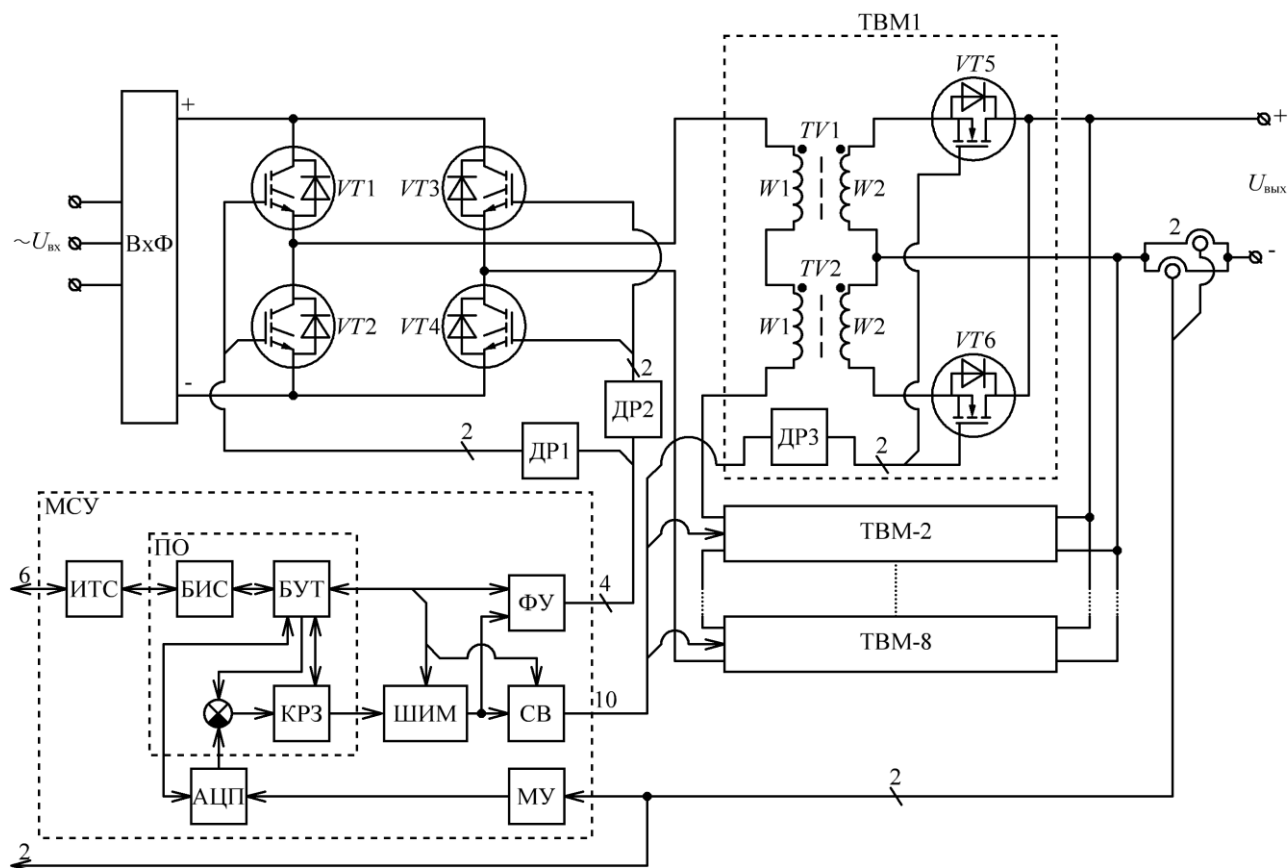 ТВМ1
VT5
+
+
TV1
VT1
VT3
W1
W2
Uвых
2
~Uвх
ВхФ
-
TV2
VT2
VT4
W1
W2
VT6
-
2
ДР2
2
ДР1
ДР3
2
МСУ
ТВМ-2
ПО
6
ИТС
БИС
БУТ
ФУ
4
ТВМ-8
КРЗ
ШИМ
СВ
10
АЦП
МУ
2
2